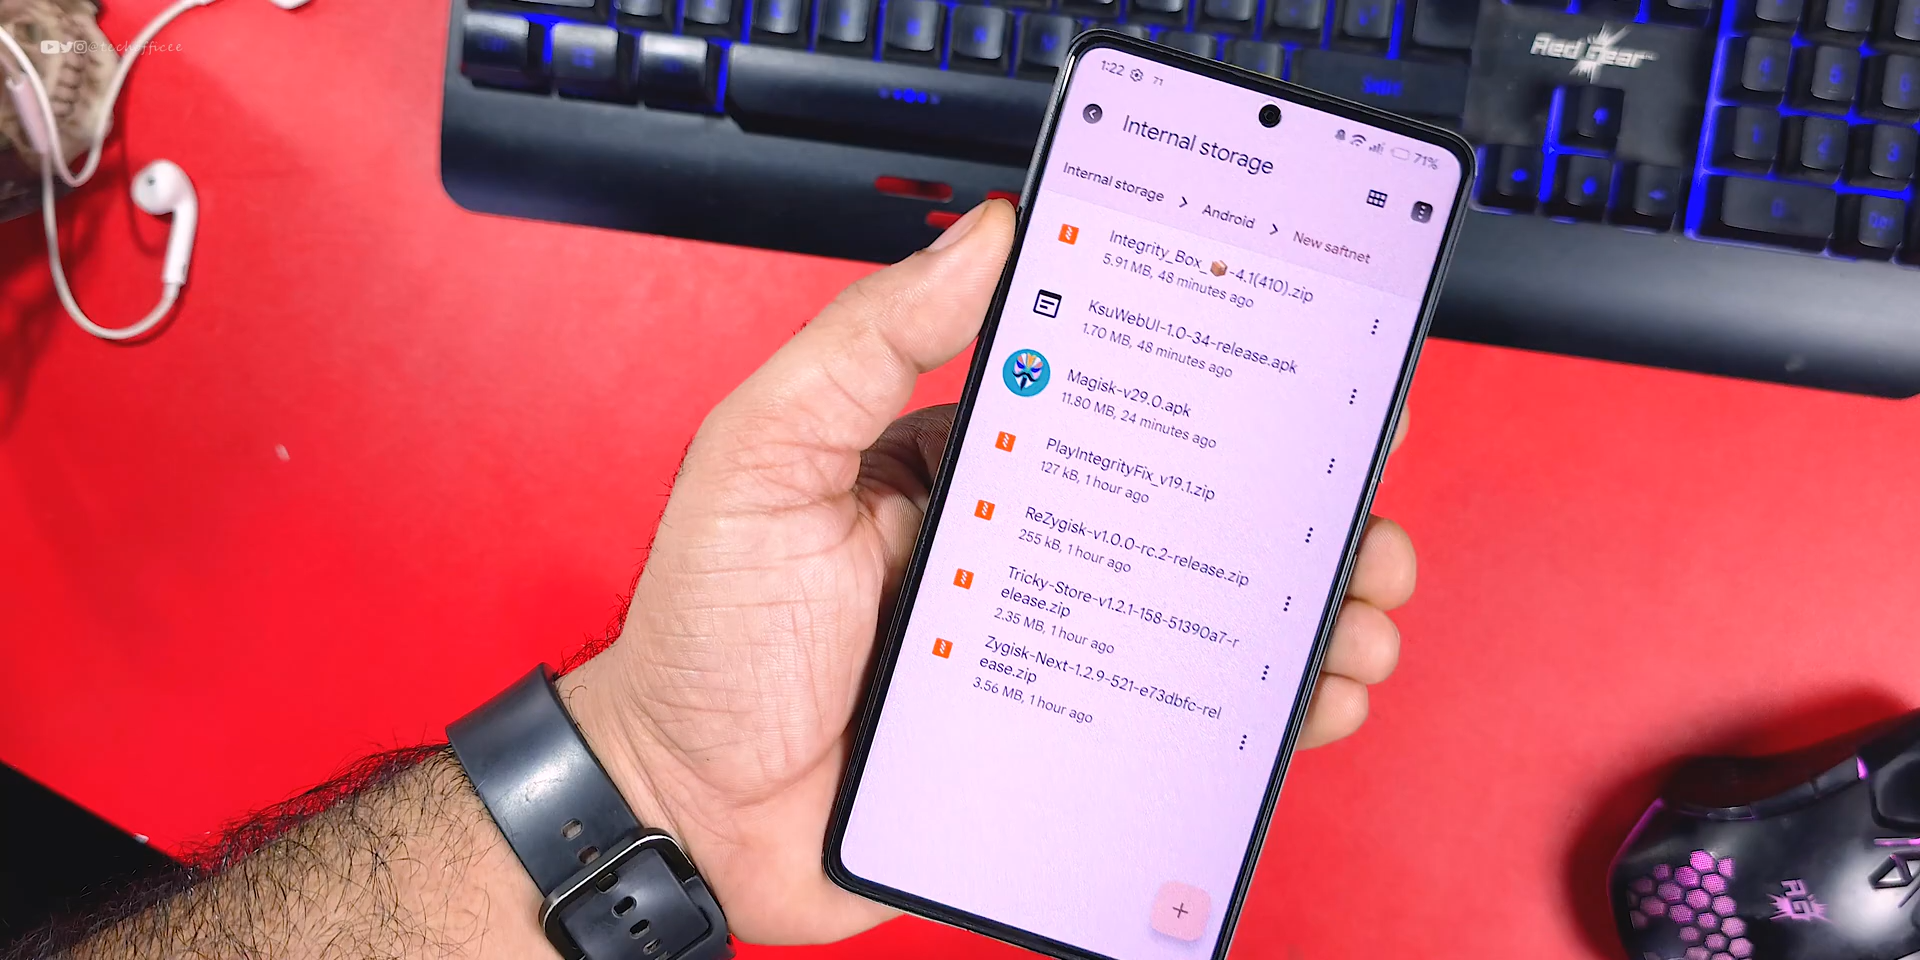 @techofficee
Red Gear
1:22 71
71%
Internal storage
Internal storage > Android > New saftnet
Integrity_Box_📦-4.1(410).zip
5.91 MB, 48 minutes ago
KsuWebUI-1.0-34-release.apk
1.70 MB, 48 minutes ago
Magisk-v29.0.apk
11.80 MB, 24 minutes ago
PlayIntegrityFix_v19.1.zip
127 kB, 1 hour ago
ReZygisk-v1.0.0-rc.2-release.zip
255 kB, 1 hour ago
Tricky-Store-v1.2.1-158-51390a7-r
elease.zip
2.35 MB, 1 hour ago
Zygisk-Next-1.2.9-521-e73dbfc-rel
ease.zip
3.56 MB, 1 hour ago
Shift
RG